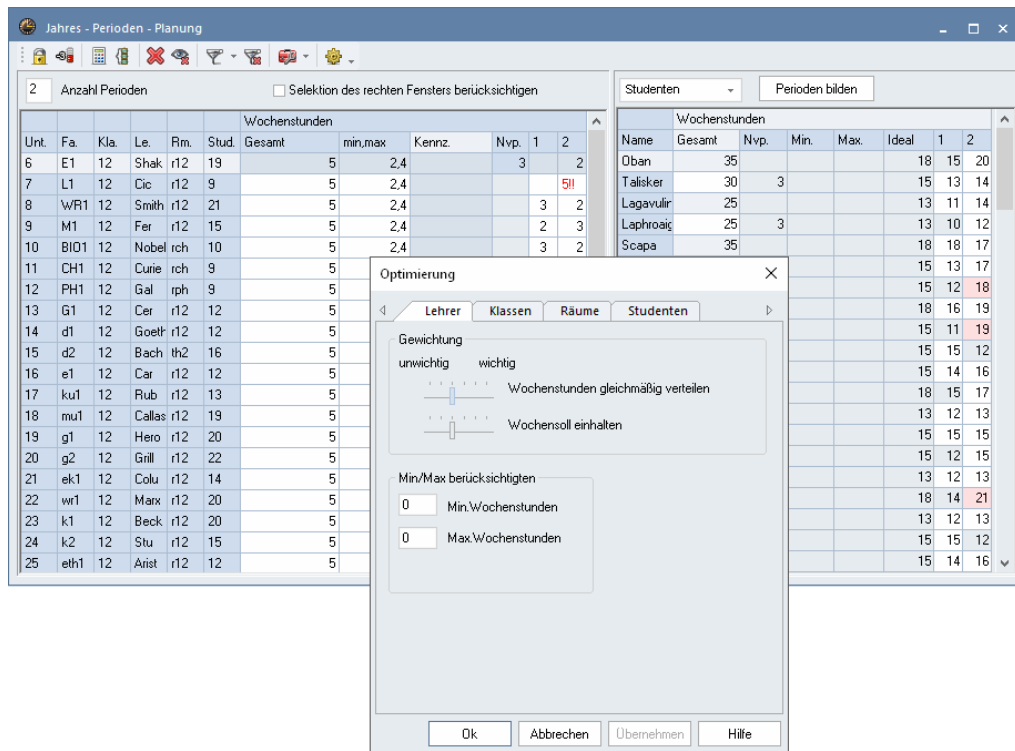 Jahres - Perioden - Planung
2 Anzahl Perioden Selektion des rechten Fensters berücksichtigen
Wochenstunden
Unt. Fa. Kla. Le. Rm. Stud. Gesamt min,max Kennz. Nvp. 1 2
6 E1 12 Shak r12 19 5 2,4 3 2
7 L1 12 Cic r12 9 5 2,4 5!!
8 WR1 12 Smith r12 21 5 2,4 3 2
9 M1 12 Fer r12 15 5 2,4 2 3
10 BIO1 12 Nobel rch 10 5 2,4 3 2
11 CH1 12 Curie rch 9 5
12 PH1 12 Gal rph 9 5
13 G1 12 Cer r12 12 5
14 d1 12 Goeth r12 12 5
15 d2 12 Bach th2 16 5
16 e1 12 Car r12 12 5
17 ku1 12 Rub r12 13 5
18 mu1 12 Callas r12 19 5
19 g1 12 Hero r12 20 5
20 g2 12 Grill r12 22 5
21 ek1 12 Colu r12 14 5
22 wr1 12 Marx r12 20 5
23 k1 12 Beck r12 20 5
24 k2 12 Stu r12 15 5
25 eth1 12 Arist r12 12 5
Studenten Perioden bilden
Wochenstunden
Name Gesamt Nvp. Min. Max. Ideal 1 2
Oban 35 18 15 20
Talisker 30 3 15 13 14
Lagavulir 25 13 11 14
Laphroaig 25 3 13 10 12
Scapa 35 18 18 17
15 13 17
15 12 18
18 16 19
15 11 19
15 15 12
15 14 16
18 15 17
13 12 13
15 15 15
15 12 15
13 12 13
18 14 21
13 12 13
15 15 12
15 14 16
Optimierung
Lehrer Klassen Räume Studenten
Gewichtung
unwichtig wichtig
Wochenstunden gleichmäßig verteilen
Wochensoll einhalten
Min/Max berücksichtigten
0 Min.Wochenstunden
0 Max.Wochenstunden
Ok Abbrechen Übernehmen Hilfe